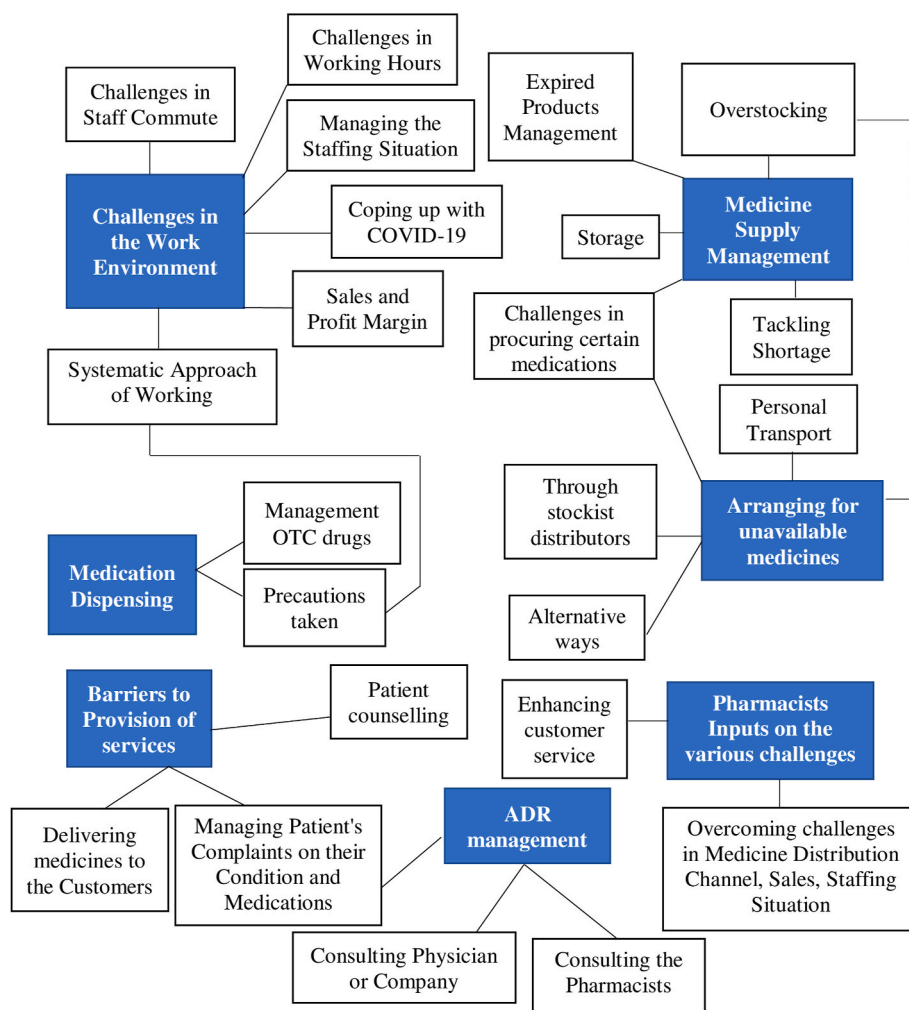 Challenges in
Working Hours
Challenges in
Staff Commute
Managing the
Staffing Situation
Challenges in
the Work
Environment
Coping up with
COVID-19
Sales and
Profit Margin
Systematic Approach
of Working
Expired
Products
Management
Overstocking
Medicine
Supply
Management
Storage
Challenges in
procuring certain
medications
Tackling
Shortage
Personal
Transport
Through
stockist
distributors
Arranging for
unavailable
medicines
Alternative
ways
Management
OTC drugs
Medication
Dispensing
Precautions
taken
Barriers to
Provision of
services
Patient
counselling
Delivering
medicines to
the Customers
Managing Patient's
Complaints on their
Condition and
Medications
ADR
management
Consulting Physician
or Company
Consulting the
Pharmacists
Enhancing
customer
service
Pharmacists
Inputs on the
various challenges
Overcoming challenges
in Medicine Distribution
Channel, Sales, Staffing
Situation